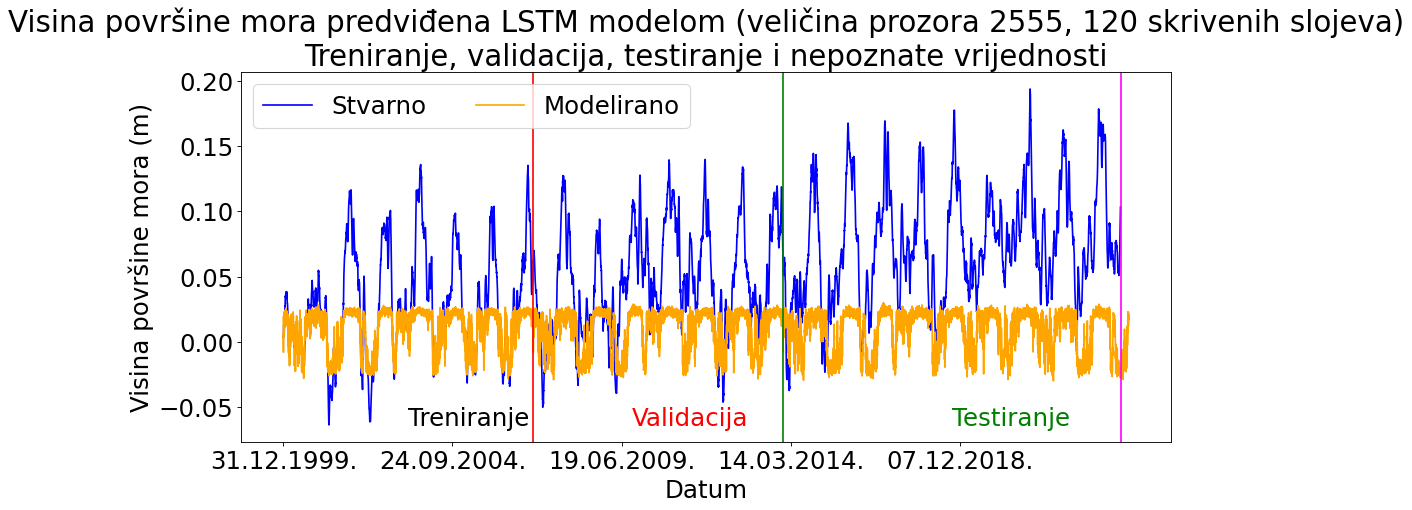 Visina površine mora predviđena LSTM modelom (veličina prozora 2555, 120 skrivenih slojeva)
Treniranje, validacija, testiranje i nepoznate vrijednosti
Stvarno
Modelirano
Visina površine mora (m)
0.20
0.15
0.10
0.05
0.00
−0.05
Treniranje
Validacija
Testiranje
31.12.1999.
24.09.2004.
19.06.2009.
14.03.2014.
07.12.2018.
Datum